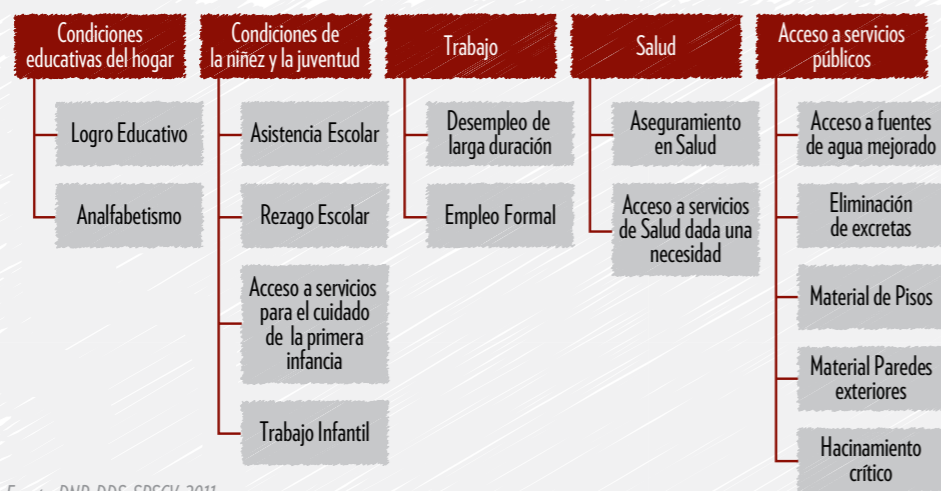 Condiciones
educativas del hogar
Logro Educativo
Analfabetismo
Condiciones de
la niñez y la juventud
Asistencia Escolar
Rezago Escolar
Acceso a servicios
para el cuidado
de la primera
infancia
Trabajo Infantil
Trabajo
Desempleo de
larga duración
Empleo Formal
Salud
Aseguramiento
en Salud
Acceso a servicios
de Salud dada una
necesidad
Acceso a servicios
públicos
Acceso a fuentes
de agua mejorado
Eliminación
de excretas
Material de Pisos
Material Paredes
exteriores
Hacinamiento
crítico
2011